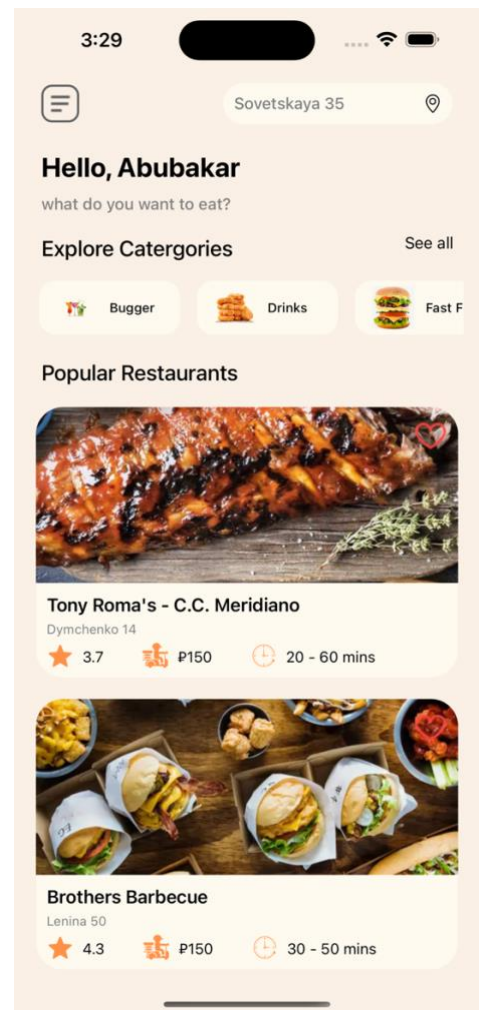 3:29
Sovetskaya 35
Hello, Abubakar
what do you want to eat?
Explore Catergories
See all
Bugger
Drinks
Fast F
Popular Restaurants
Tony Roma's - C.C. Meridiano
Dymchenko 14
3.7 ₽150 20 - 60 mins
Brothers Barbecue
Lenina 50
4.3 ₽150 30 - 50 mins